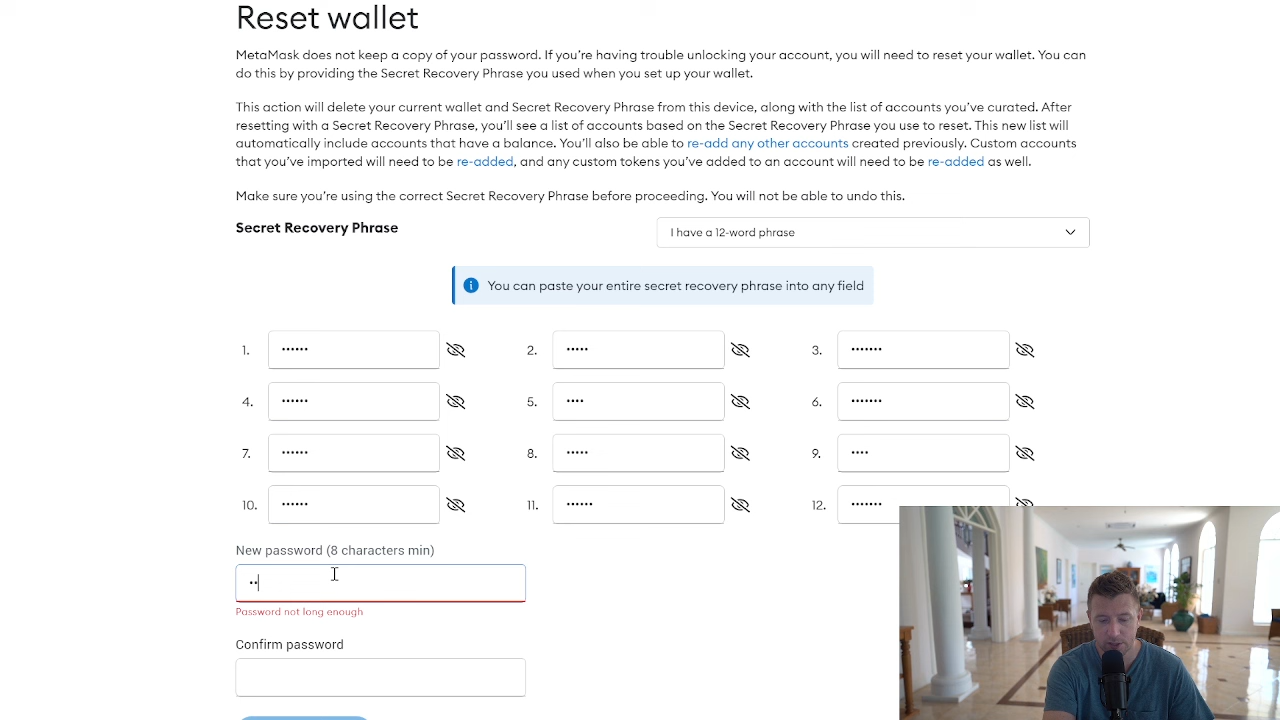 Reset wallet
MetaMask does not keep a copy of your password. If you’re having trouble unlocking your account, you will need to reset your wallet. You can
do this by providing the Secret Recovery Phrase you used when you set up your wallet.
This action will delete your current wallet and Secret Recovery Phrase from this device, along with the list of accounts you’ve curated. After
resetting with a Secret Recovery Phrase, you’ll see a list of accounts based on the Secret Recovery Phrase you use to reset. This new list will
automatically include accounts that have a balance. You’ll also be able to re-add any other accounts created previously. Custom accounts
that you’ve imported will need to be re-added, and any custom tokens you’ve added to an account will need to be re-added as well.
Make sure you’re using the correct Secret Recovery Phrase before proceeding. You will not be able to undo this.
Secret Recovery Phrase
I have a 12-word phrase
You can paste your entire secret recovery phrase into any field
1. •••••• 2. ••••• 3. •••••••
4. •••••• 5. •••• 6. •••••••
7. •••••• 8. ••••• 9. ••••
10. •••••• 11. •••••• 12. •••••••
New password (8 characters min)
••
Password not long enough
Confirm password